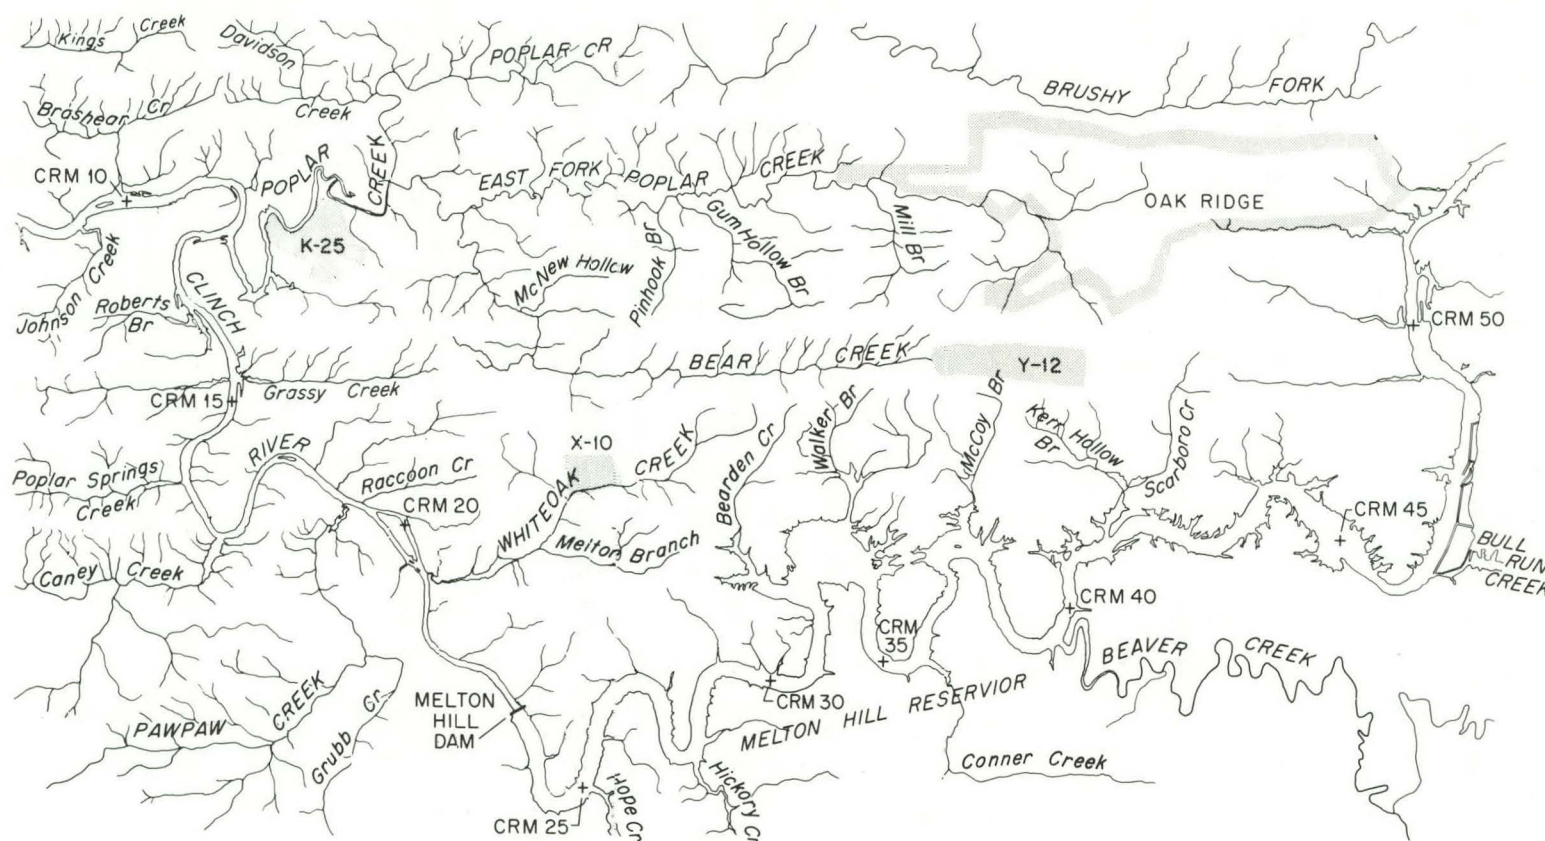 Kings Creek
Davidson Creek
POPLAR CR
BRUSHY FORK
Brashear Cr
CRM 10
POPLAR CREEK
EAST FORK POPLAR CREEK
OAK RIDGE
K-25
Johnson Creek
Roberts Br
CLINCH RIVER
McNew Hollow
Pinhook Br
Gum Hollow Br
Mill Br
CRM 50
BEAR CREEK
Y-12
Grassy Creek
CRM 15
X-10
Poplar Springs Creek
Raccoon Cr
CRM 20
WHITEOAK CREEK
Melton Branch
Bearden Cr
Walker Br
McCoy Br
Kerr Hollow Br
Scarboro Cr
CRM 45
BULL RUN CREEK
Caney Creek
CRM 40
CRM 35
BEAVER CREEK
CRM 30
MELTON HILL RESERVIOR
MELTON HILL DAM
PAWPAW CREEK
Grubb Cr
Conner Creek
CRM 25
Hope Cr
Hickory Cr